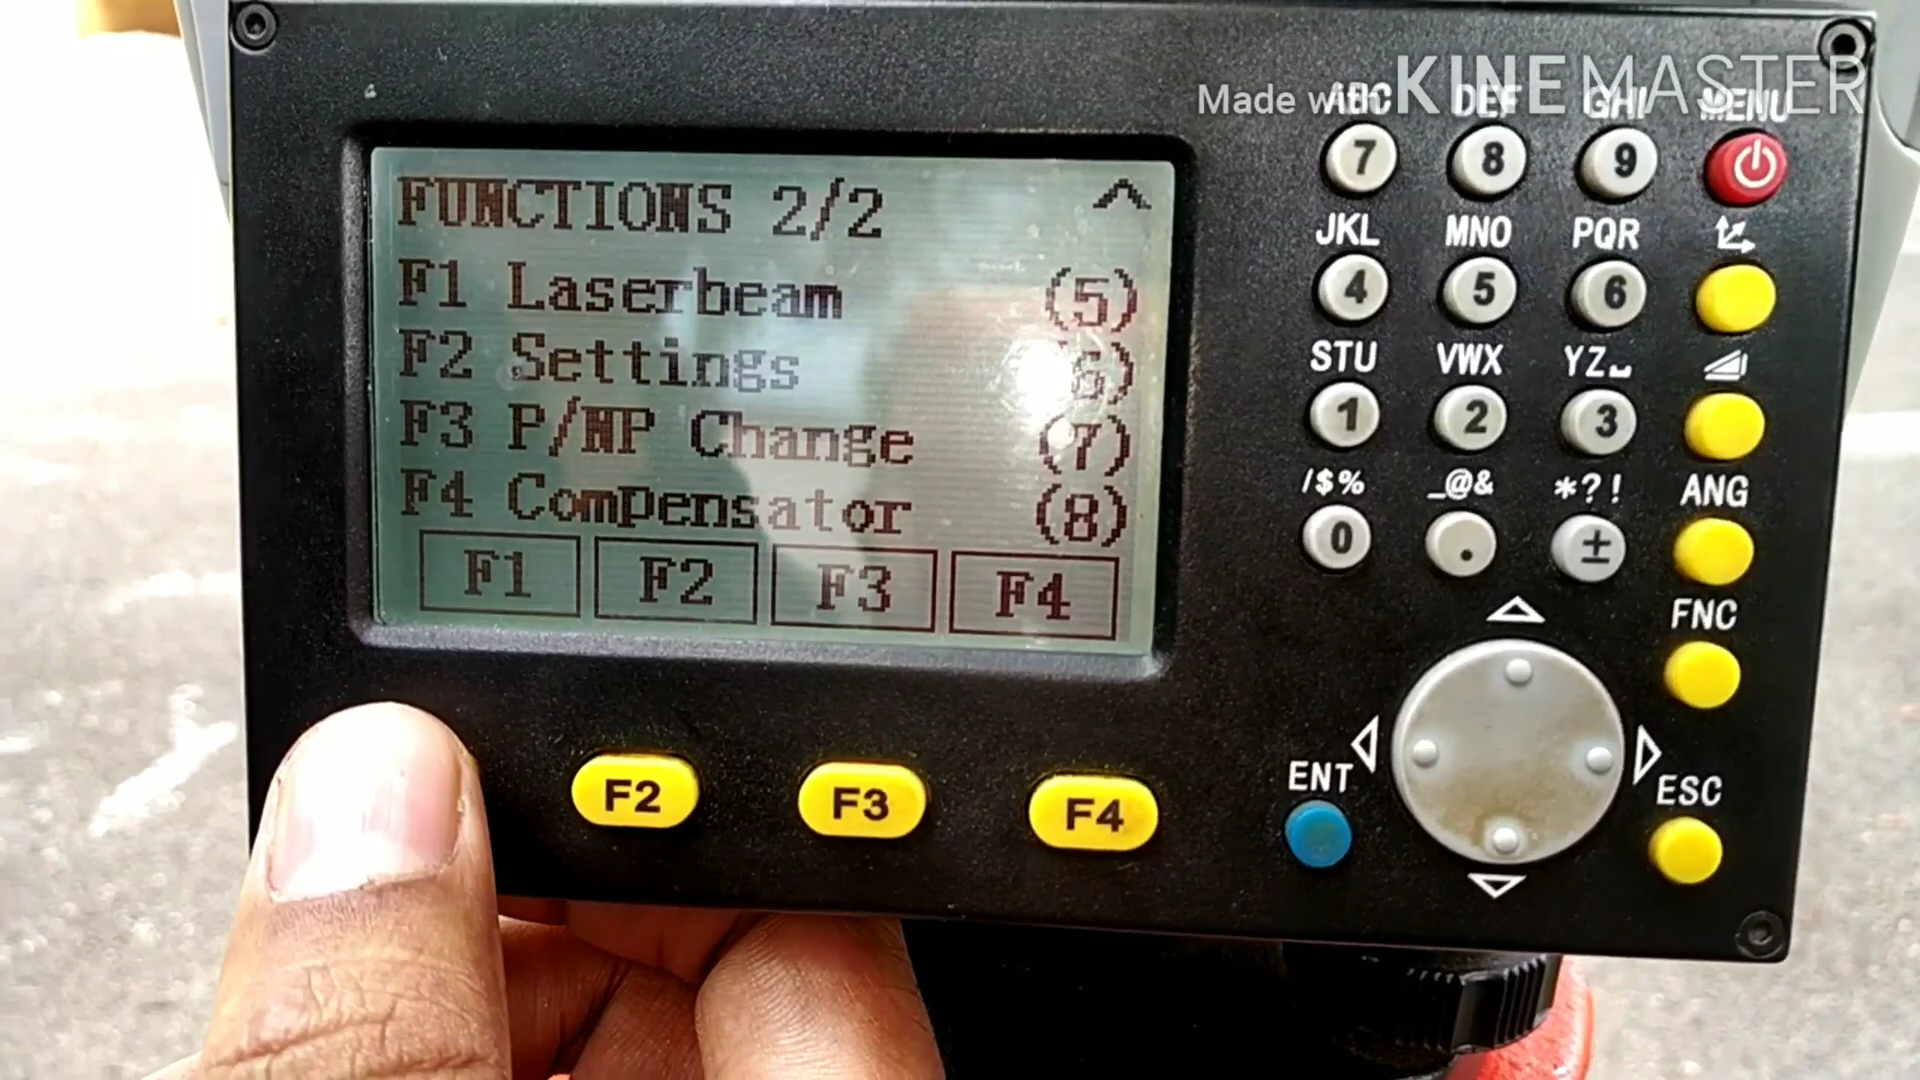 Made with KINEMASTER
FUNCTIONS 2/2
F1 Laserbeam (5)
F2 Settings (6)
F3 P/NP Change (7)
F4 Compensator (8)
F1 F2 F3 F4
F2 F3 F4
ABC DEF GHI MENU
7 8 9
JKL MNO PQR
4 5 6
STU VWX YZ
1 2 3
/$% _@& *?! ANG
0 . ±
FNC
ENT
ESC